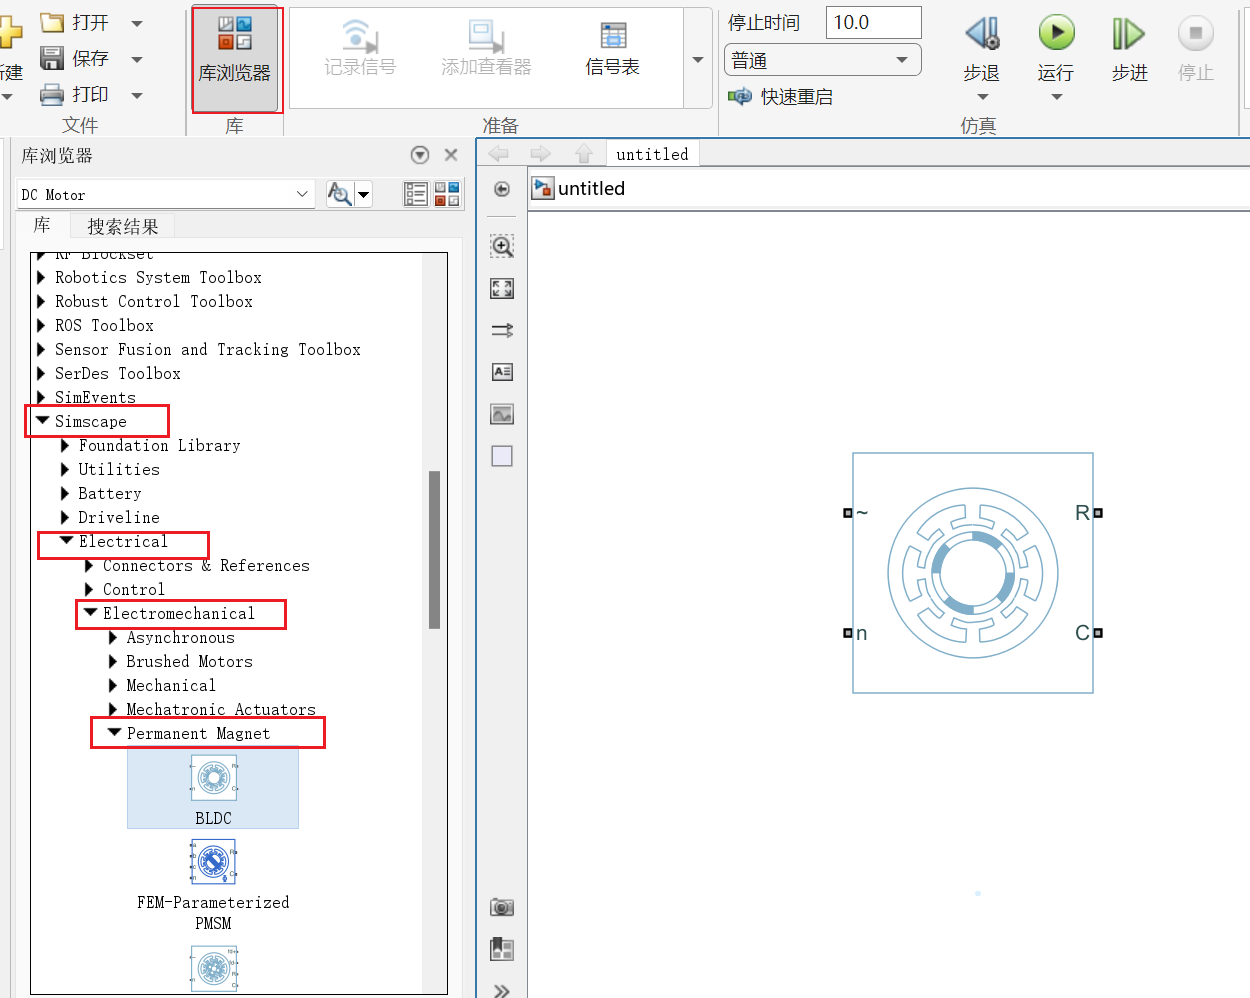 打开
保存
新建
打印
文件
库浏览器
库
记录信号
添加查看器
信号表
准备
停止时间
10.0
普通
快速重启
步退
运行
步进
停止
仿真
库浏览器
DC Motor
库
搜索结果
RF Blockset
Robotics System Toolbox
Robust Control Toolbox
ROS Toolbox
Sensor Fusion and Tracking Toolbox
SerDes Toolbox
SimEvents
Simscape
Foundation Library
Utilities
Battery
Driveline
Electrical
Connectors & References
Control
Electromechanical
Asynchronous
Brushed Motors
Mechanical
Mechatronic Actuators
Permanent Magnet
BLDC
FEM-Parameterized
PMSM
untitled
untitled
~
R
n
C